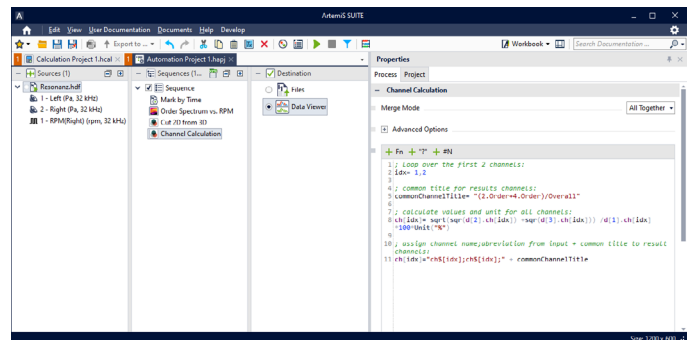 ArtemiS SUITE
Edit View User Documentation Documents Help Develop
Export to ...
Workbook
Search Documentation ...
1 Calculation Project 1.hcal
1 Automation Project 1.hapj
Properties
Sources (1)
Sequences (1...
Destination
Process Project
Resonanz.hdf
1 - Left (Pa, 32 kHz)
2 - Right (Pa, 32 kHz)
1 - RPM(Right) (rpm, 32 kHz)
Sequence
Mark by Time
Order Spectrum vs. RPM
Cut 2D from 3D
Channel Calculation
Files
Data Viewer
Channel Calculation
Merge Mode
All Together
Advanced Options
Fn "?" #N
1 ; Loop over the first 2 channels:
2 idx= 1,2
3
4 ; common title for results channels:
5 commonChannelTitle= "(2.Order+4.Order)/Overall"
6
7 ; calculate values and unit for all channels:
8 ch[idx]= sqrt(sqr(d[2].ch[idx]) +sqr(d[3].ch[idx])) /d[1].ch[idx]
*100*Unit("%")
9
10 ; assign channel name;abreviation from input + common title to result
channels:
11 ch[idx]="ch$[idx];ch$[idx];" + commonChannelTitle
Size: 1200 x 600